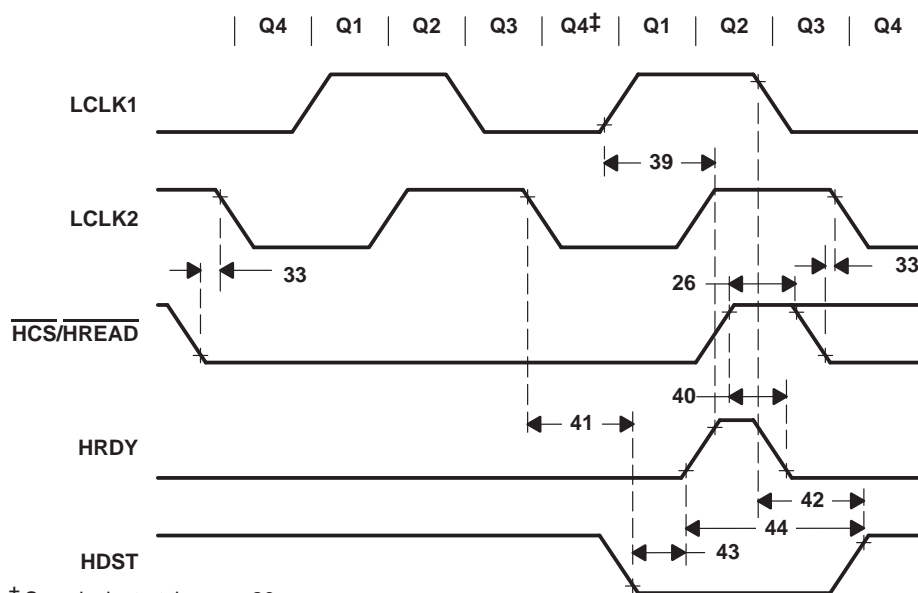 Q4 Q1 Q2 Q3 Q4‡ Q1 Q2 Q3 Q4
LCLK1
39
LCLK2
33
26
33
HCS/HREAD
40
41
HRDY
42
44
43
HDST